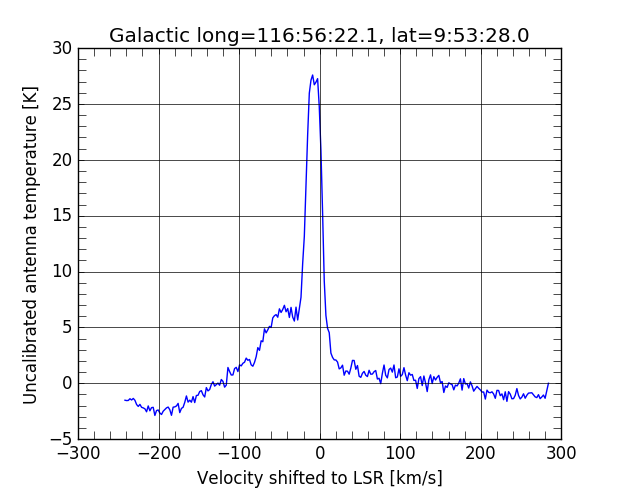 Galactic long=116:56:22.1, lat=9:53:28.0
Uncalibrated antenna temperature [K]
30
25
20
15
10
5
0
−5
−300 −200 −100 0 100 200 300
Velocity shifted to LSR [km/s]